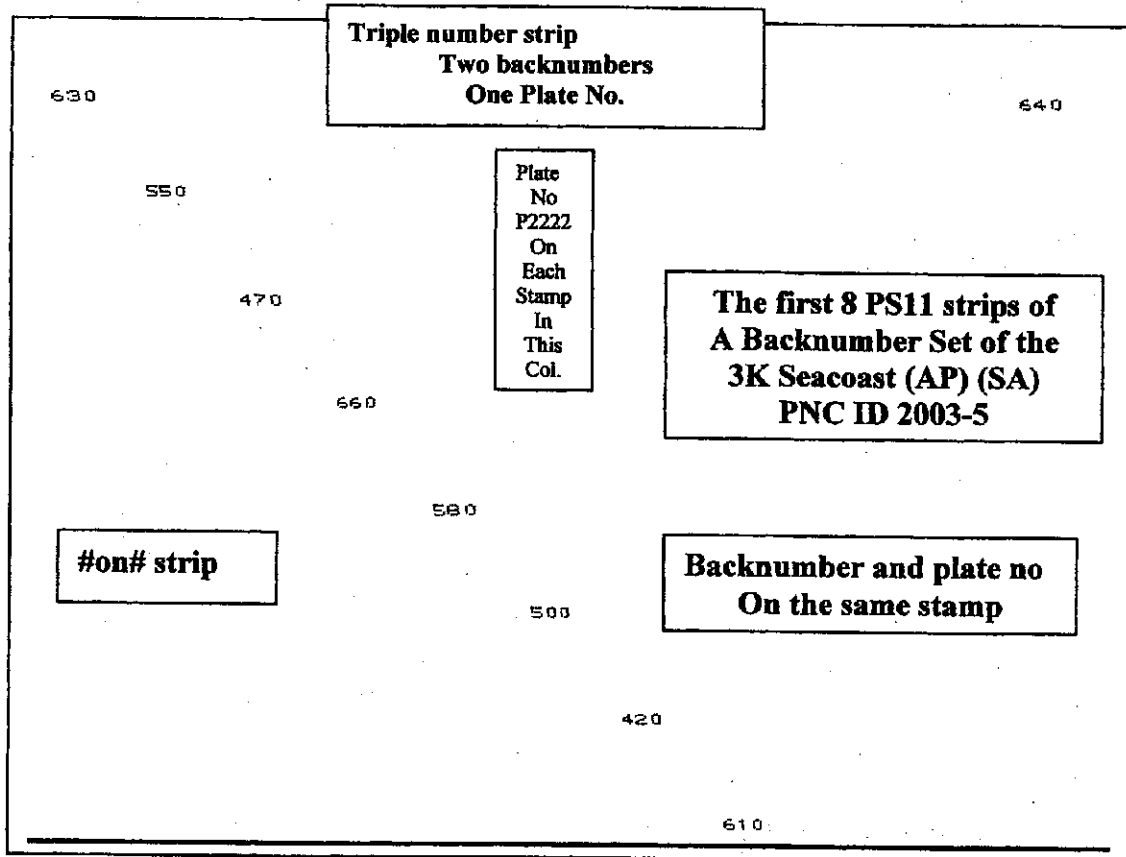 Triple number strip
Two backnumbers
One Plate No.
630
640
550
Plate
No
P2222
On
Each
Stamp
In
This
Col.
470
The first 8 PS11 strips of
A Backnumber Set of the
3K Seacoast (AP) (SA)
PNC ID 2003-5
660
580
#on# strip
Backnumber and plate no
On the same stamp
500
420
610